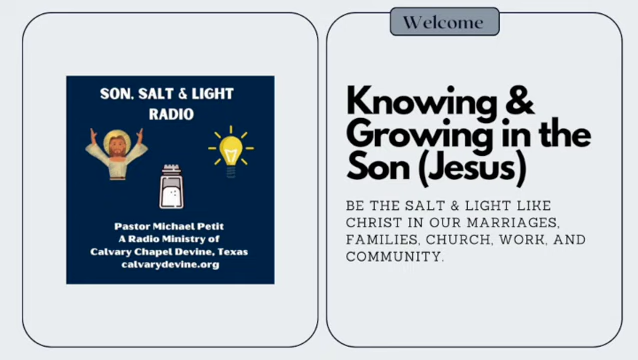 SON, SALT & LIGHT
RADIO
Pastor Michael Petit
A Radio Ministry of
Calvary Chapel Devine, Texas
calvarydevine.org
Welcome
Knowing &
Growing in the
Son (Jesus)
BE THE SALT & LIGHT LIKE
CHRIST IN OUR MARRIAGES,
FAMILIES, CHURCH, WORK, AND
COMMUNITY.